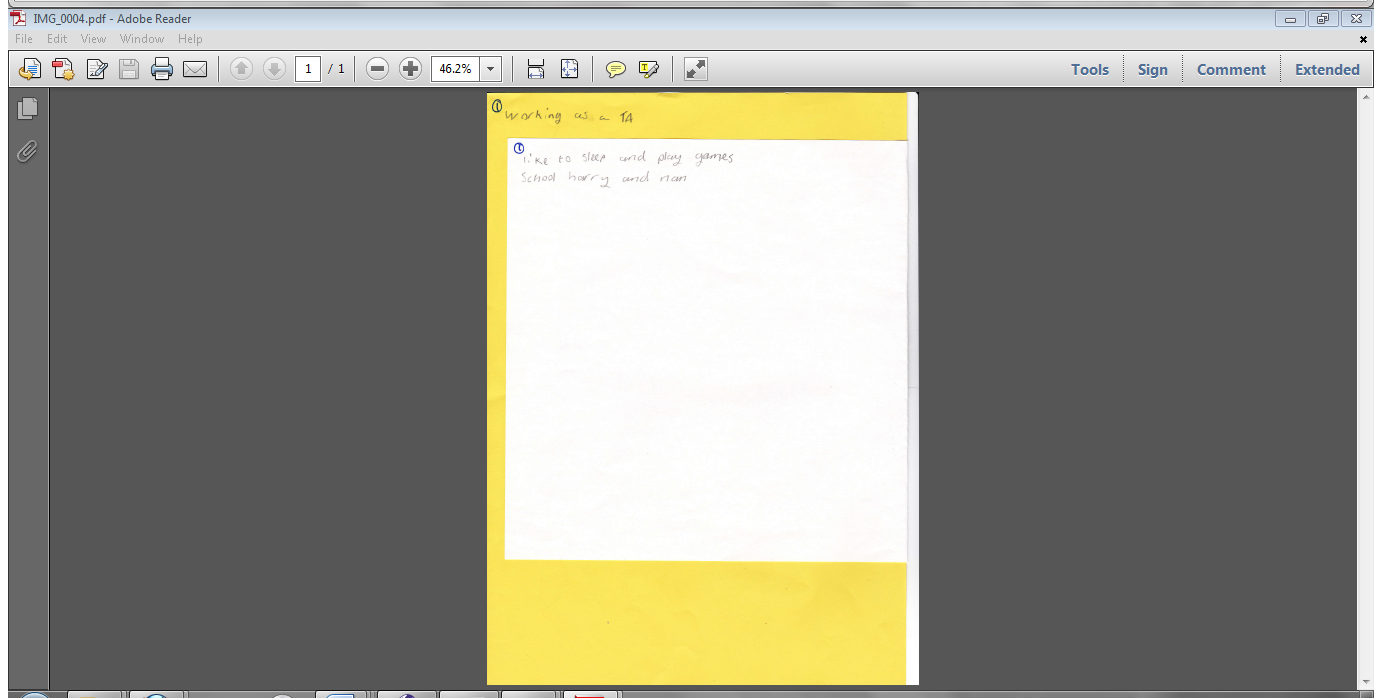 IMG_0004.pdf - Adobe Reader
File Edit View Window Help
1 / 1 46.2% Tools Sign Comment Extended
① Working as a TA
① like to sleep and play games
School harry and nan